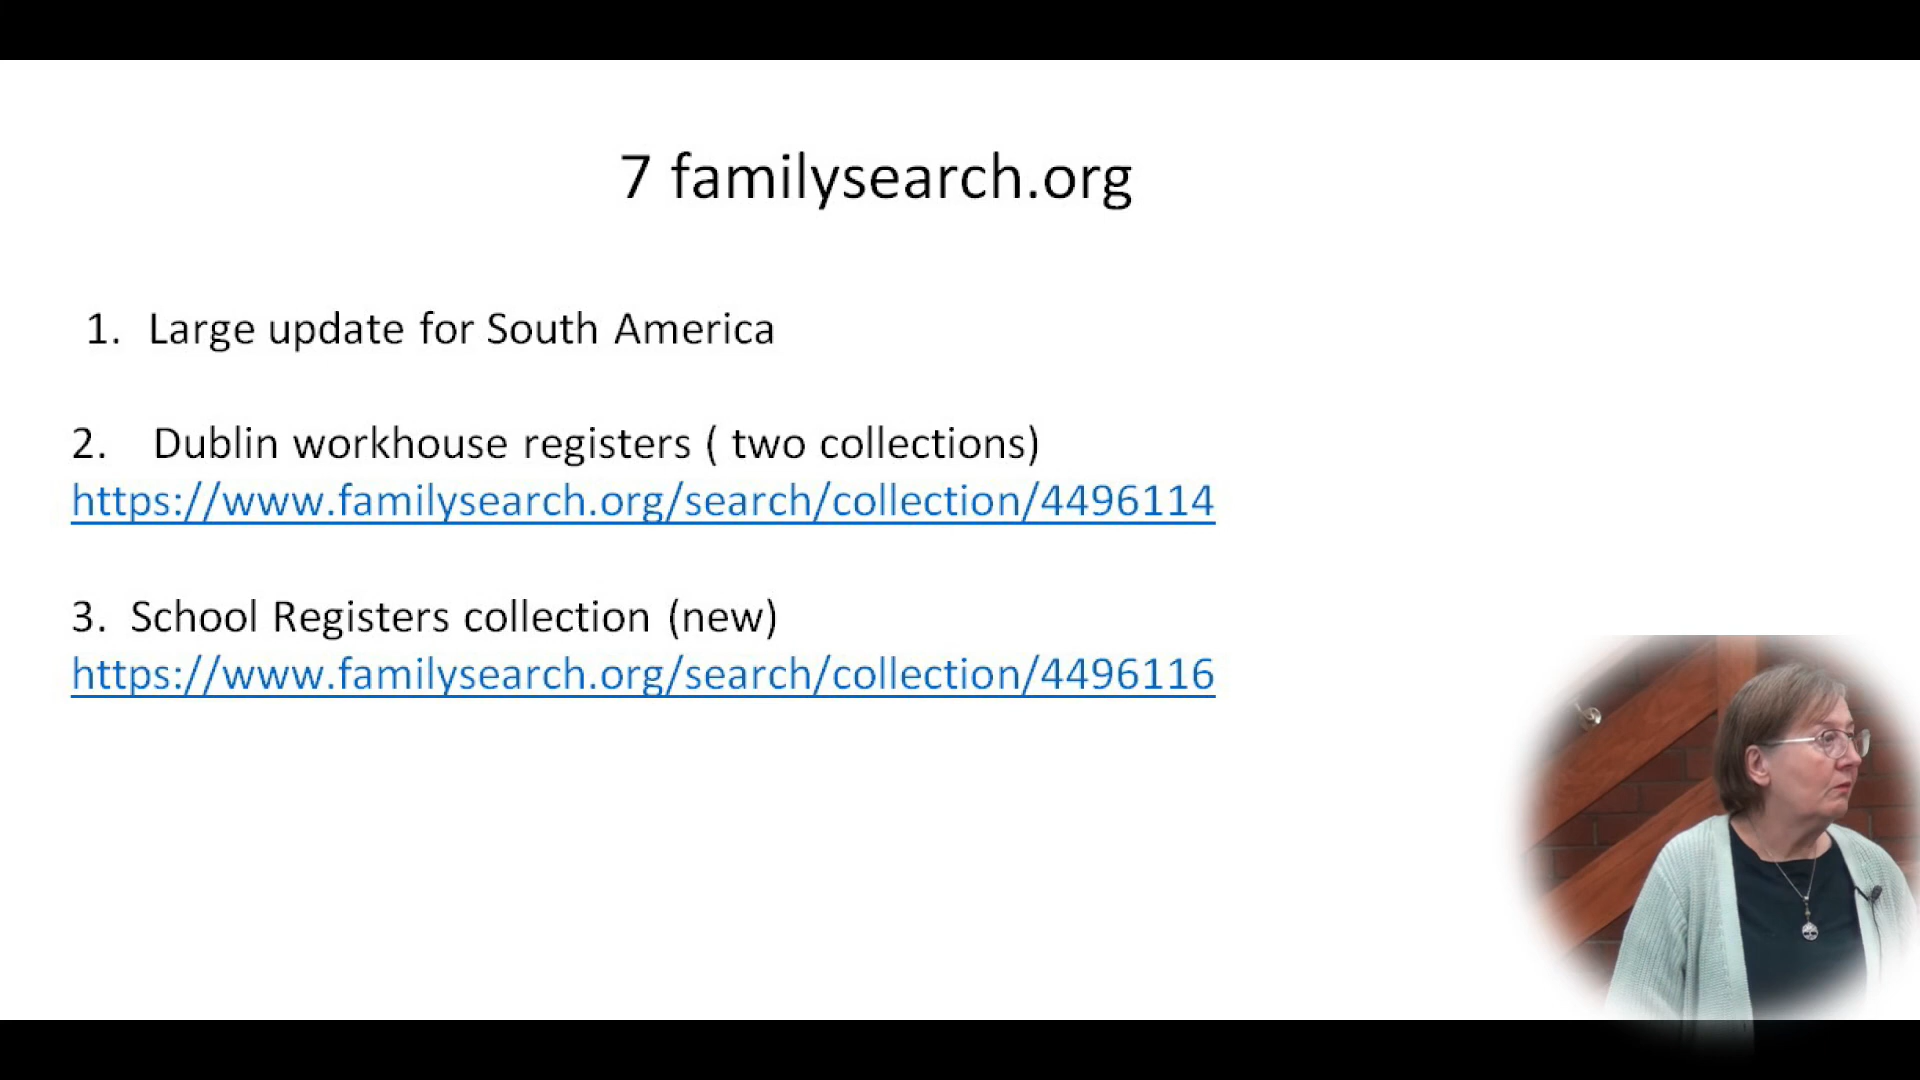 7 familysearch.org
1. Large update for South America
2. Dublin workhouse registers ( two collections)
https://www.familysearch.org/search/collection/4496114
3. School Registers collection (new)
https://www.familysearch.org/search/collection/4496116